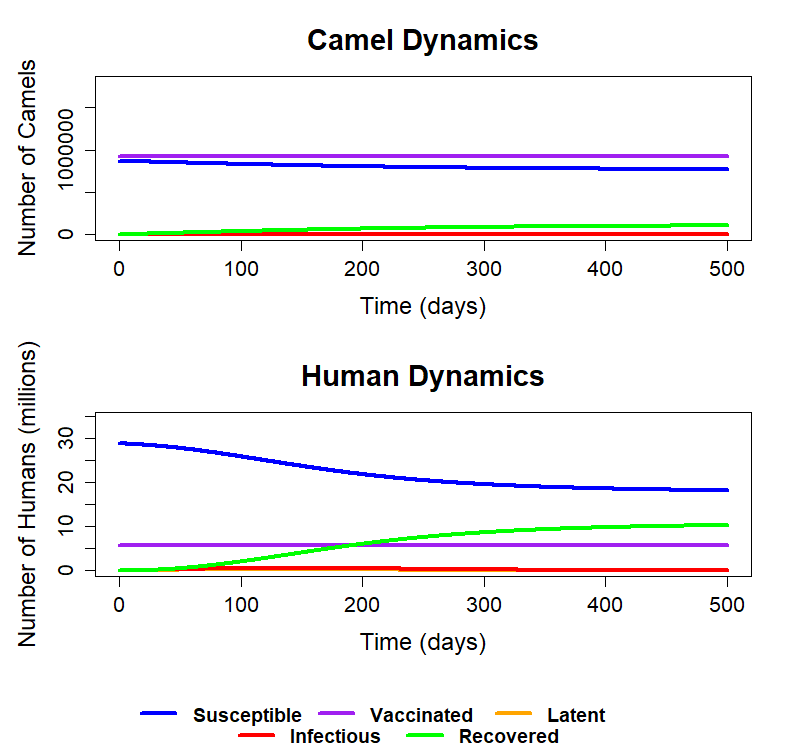 Camel Dynamics
Number of Camels
1000000
0
0 100 200 300 400 500
Time (days)
Human Dynamics
Number of Humans (millions)
30
20
10
0
0 100 200 300 400 500
Time (days)
Susceptible Vaccinated Latent
Infectious Recovered